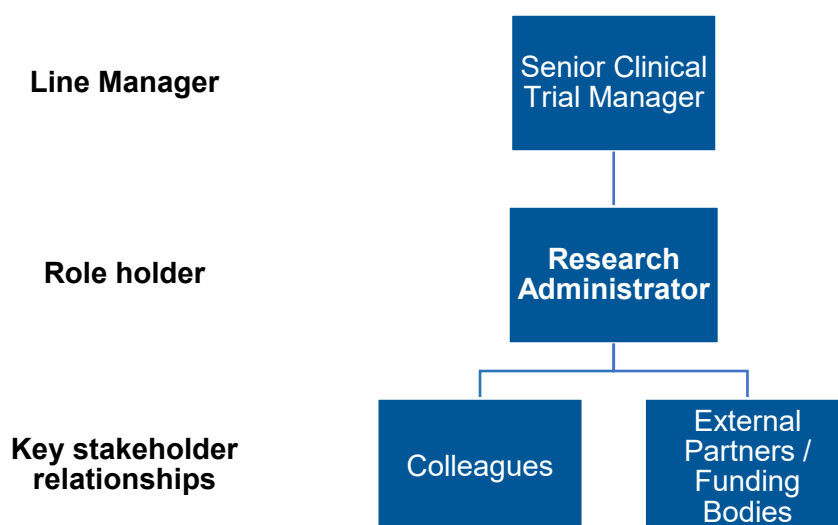 Line Manager
Senior Clinical
Trial Manager
Role holder
Research
Administrator
Key stakeholder
relationships
Colleagues
External
Partners /
Funding
Bodies